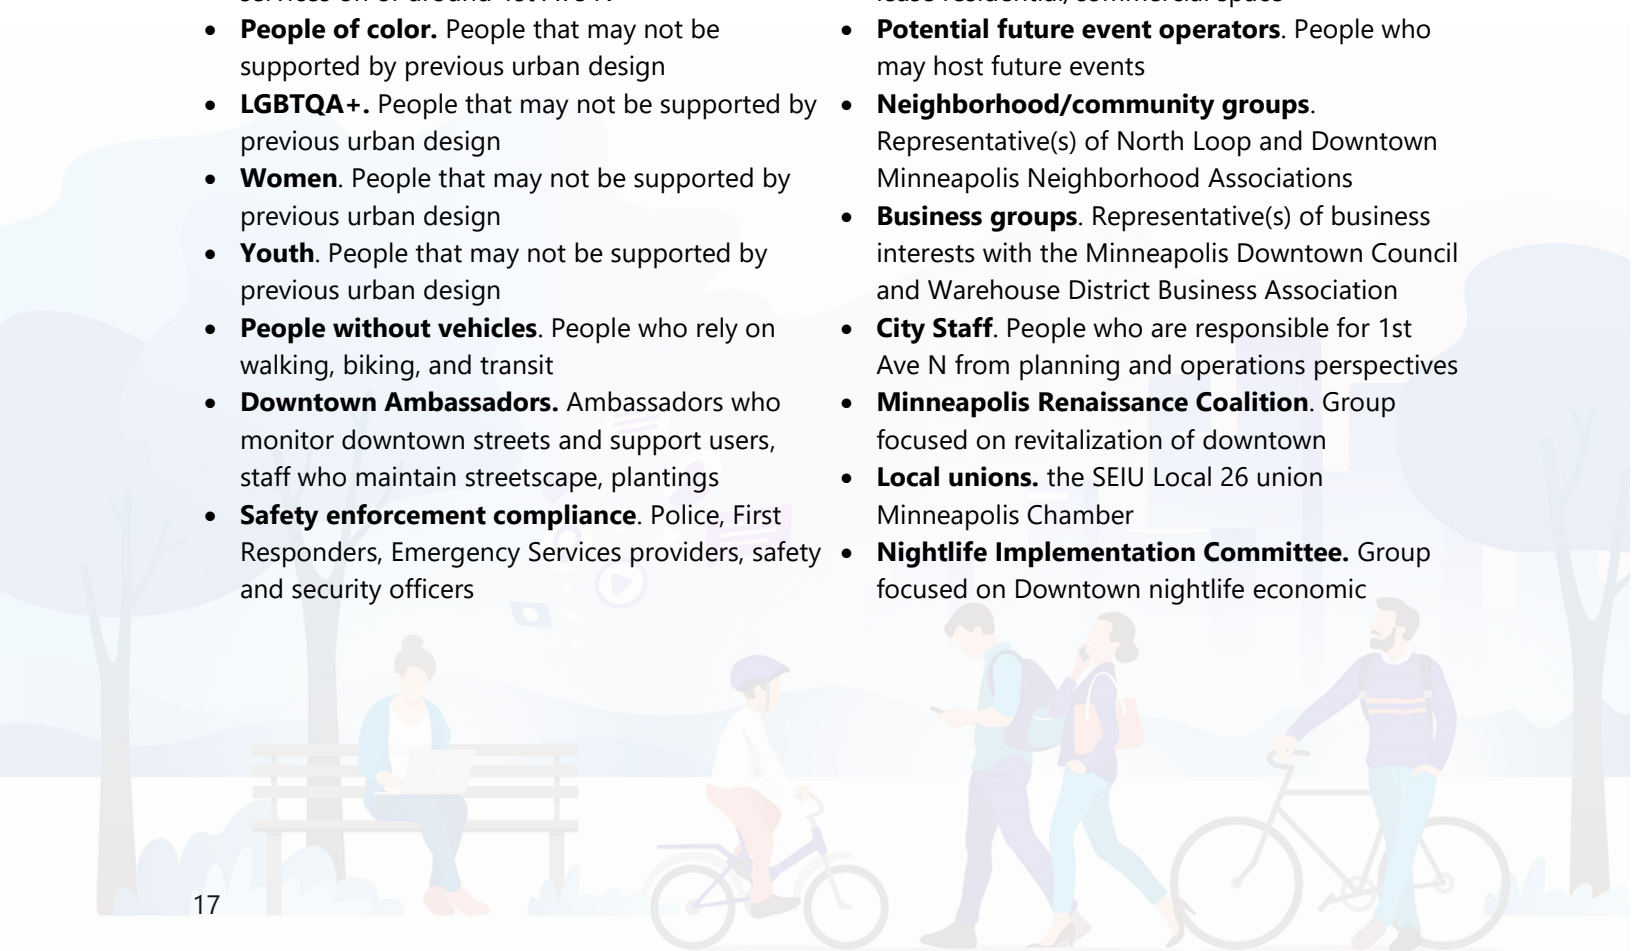 • People of color. People that may not be
supported by previous urban design
• LGBTQA+. People that may not be supported by
previous urban design
• Women. People that may not be supported by
previous urban design
• Youth. People that may not be supported by
previous urban design
• People without vehicles. People who rely on
walking, biking, and transit
• Downtown Ambassadors. Ambassadors who
monitor downtown streets and support users,
staff who maintain streetscape, plantings
• Safety enforcement compliance. Police, First
Responders, Emergency Services providers, safety
and security officers
lease residential/commercial space
• Potential future event operators. People who
may host future events
• Neighborhood/community groups.
Representative(s) of North Loop and Downtown
Minneapolis Neighborhood Associations
• Business groups. Representative(s) of business
interests with the Minneapolis Downtown Council
and Warehouse District Business Association
• City Staff. People who are responsible for 1st
Ave N from planning and operations perspectives
• Minneapolis Renaissance Coalition. Group
focused on revitalization of downtown
• Local unions. the SEIU Local 26 union
Minneapolis Chamber
• Nightlife Implementation Committee. Group
focused on Downtown nightlife economic
17